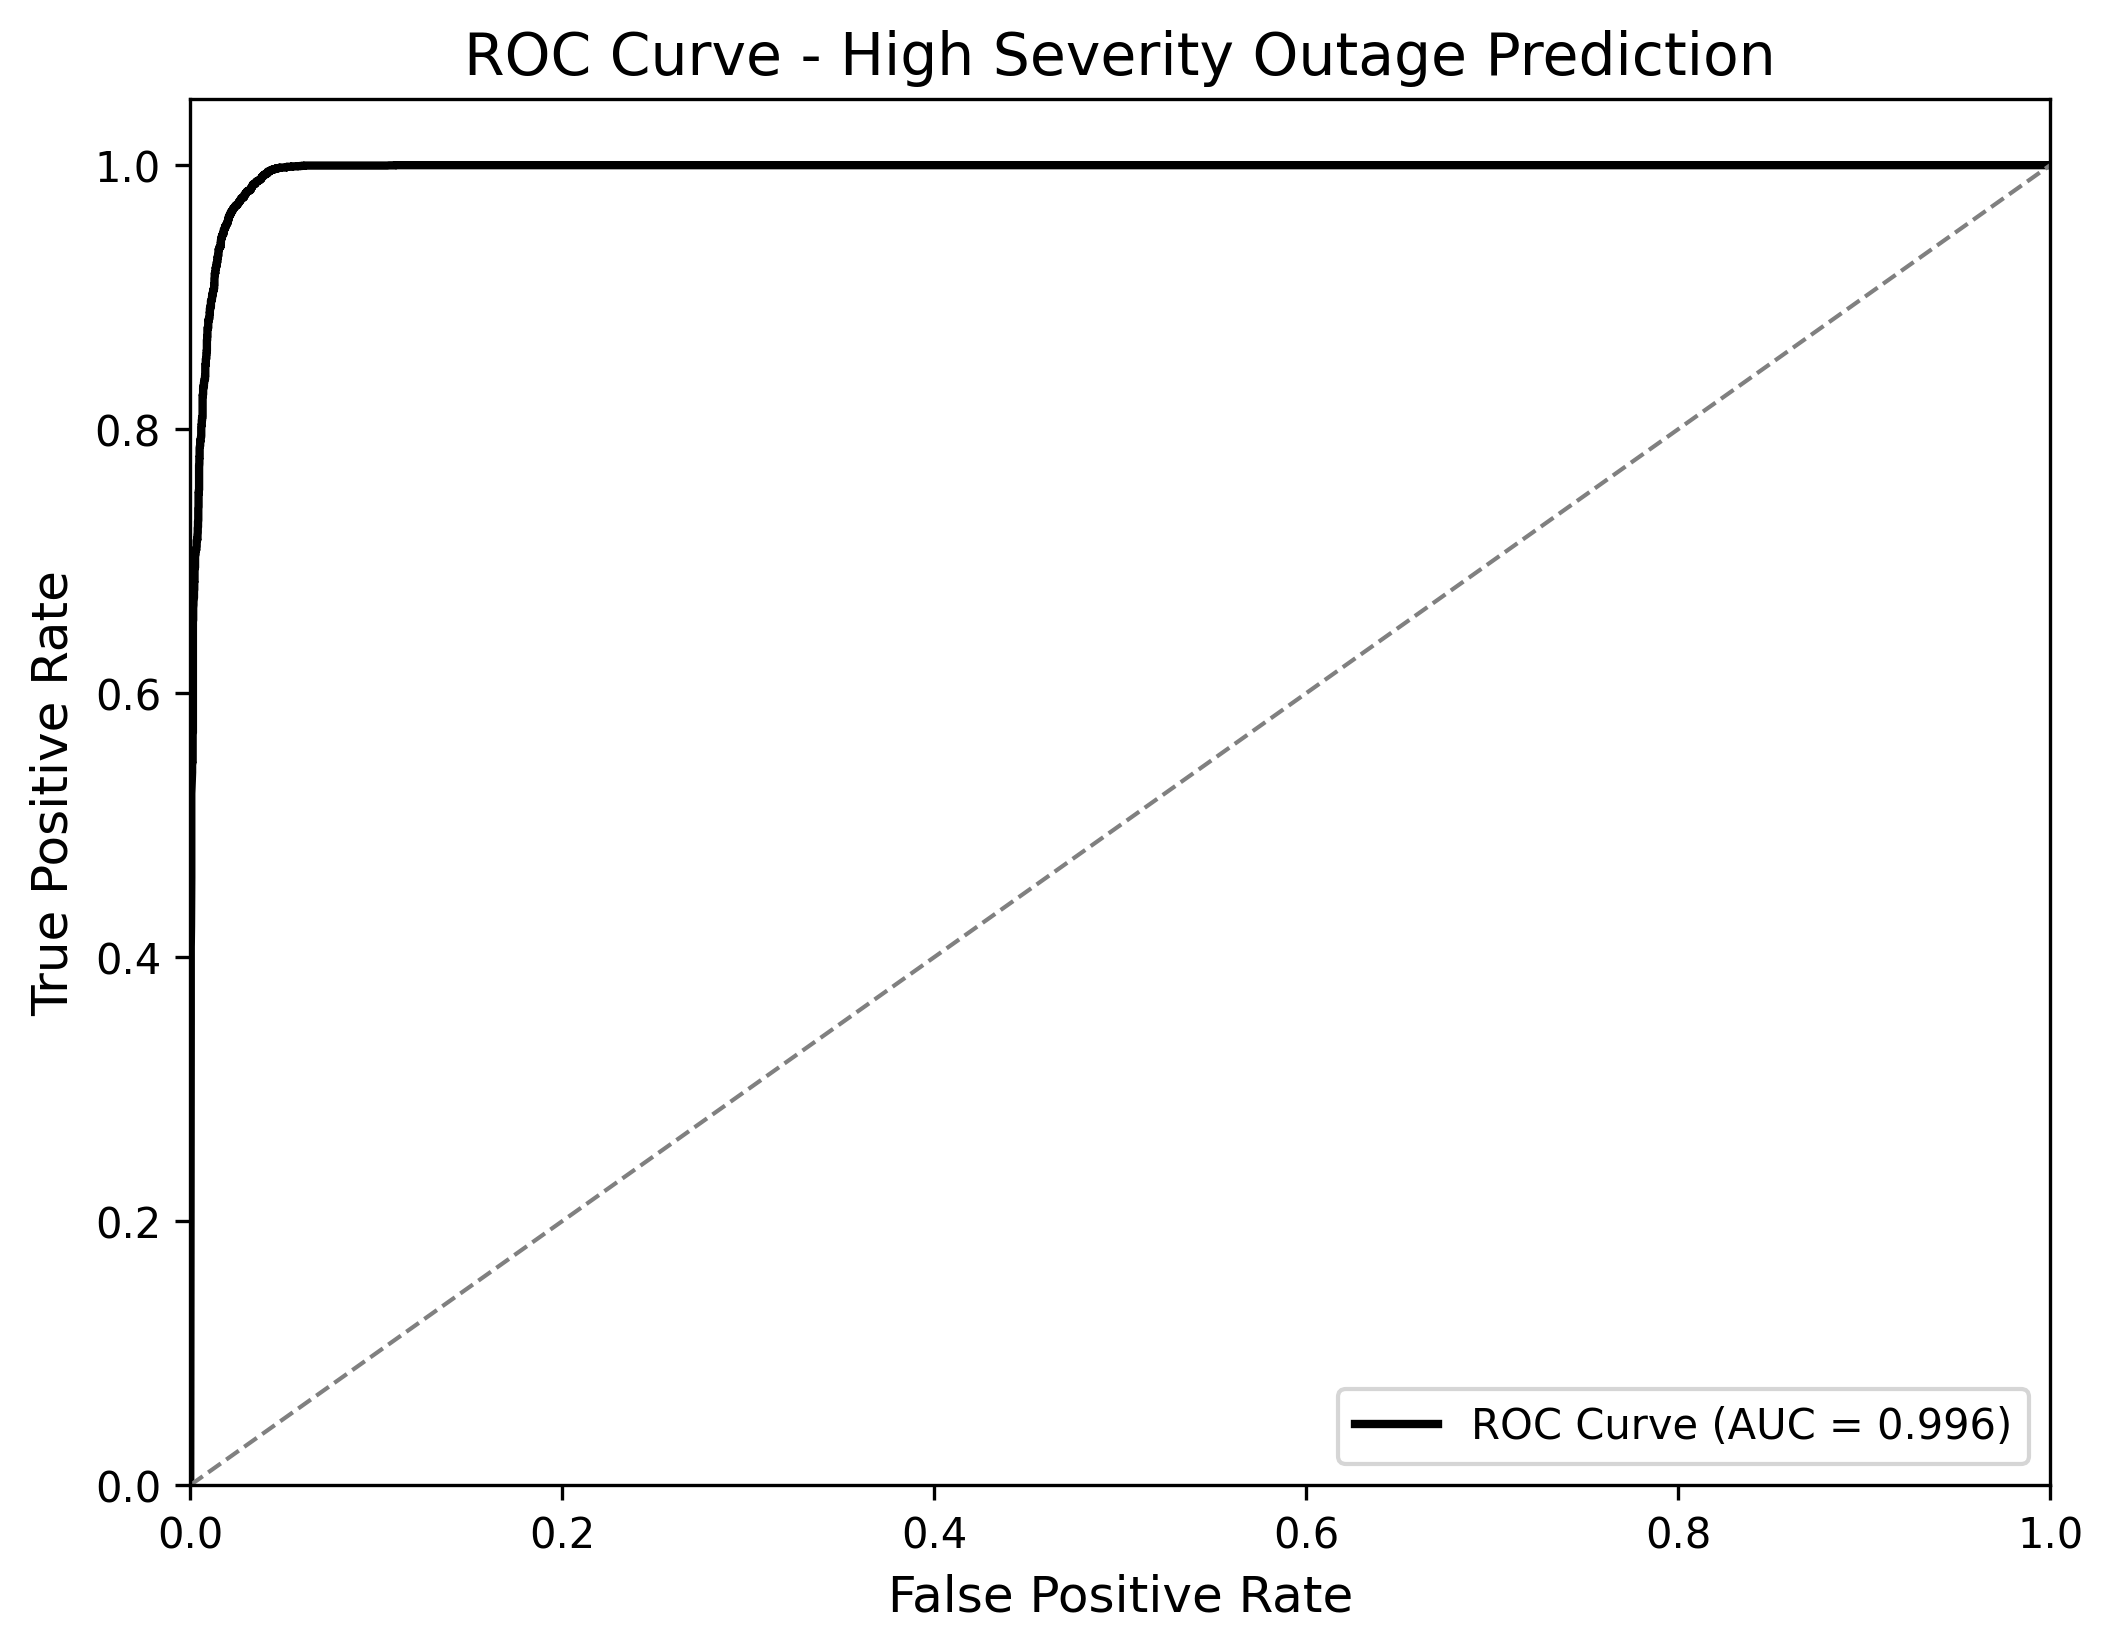 ROC Curve - High Severity Outage Prediction
True Positive Rate
1.0
0.8
0.6
0.4
0.2
0.0
0.0 0.2 0.4 0.6 0.8 1.0
False Positive Rate
ROC Curve (AUC = 0.996)